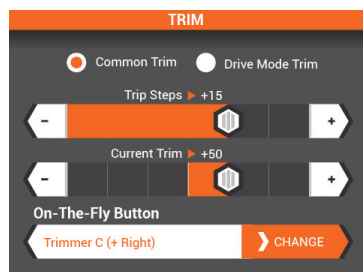 TRIM
Common Trim Drive Mode Trim
Trip Steps ▶ +15
- +
Current Trim ▶ +50
- +
On-The-Fly Button
Trimmer C (+ Right) ❯ CHANGE